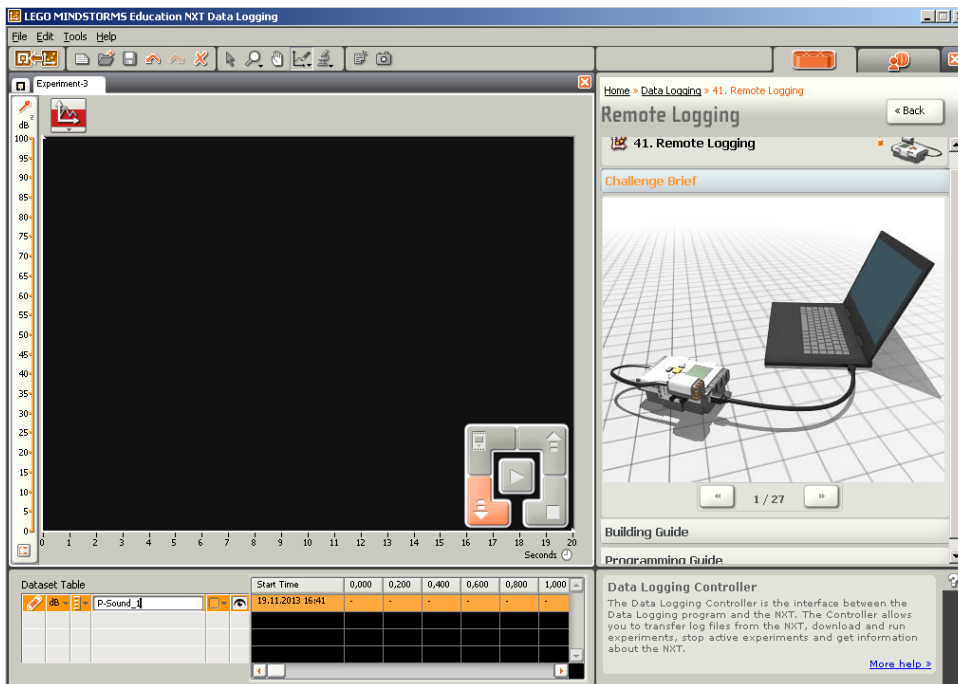 LEGO MINDSTORMS Education NXT Data Logging
File Edit Tools Help
Experiment-3
Home » Data Logging » 41. Remote Logging
Remote Logging
« Back
41. Remote Logging
Challenge Brief
2
dB
100
95
90
85
80
75
70
65
60
55
50
45
40
35
30
25
20
15
10
5
0
0 1 2 3 4 5 6 7 8 9 10 11 12 13 14 15 16 17 18 19 20
Seconds
« 1 / 27 »
Building Guide
Programming Guide
Dataset Table
Start Time 0,000 0,200 0,400 0,600 0,800 1,000
dB P-Sound_1 19.11.2013 16:41 - - - - - -
Data Logging Controller
The Data Logging Controller is the interface between the
Data Logging program and the NXT. The Controller allows
you to transfer log files from the NXT, download and run
experiments, stop active experiments and get information
about the NXT.
More help »
?